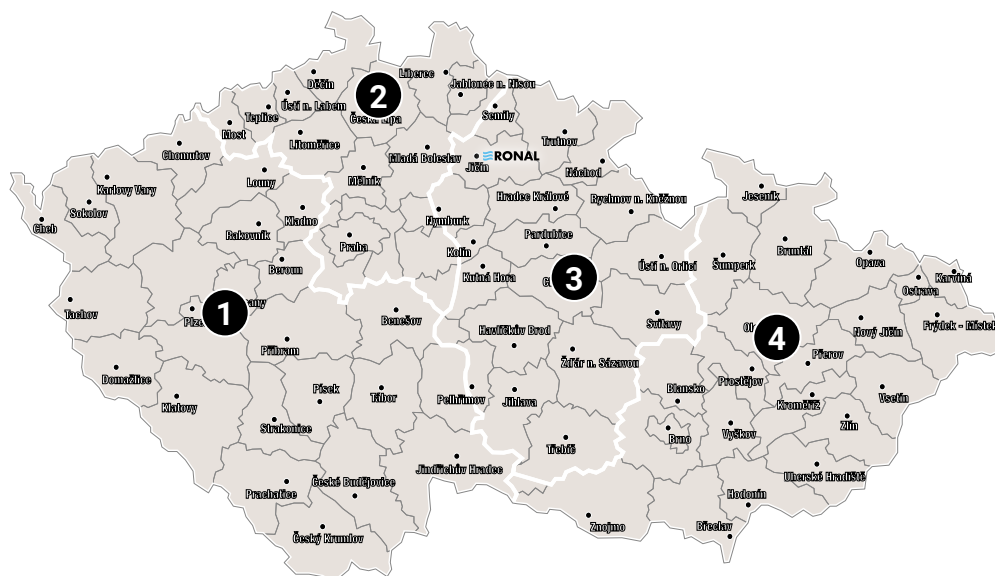 Děčín
Liberec
Jablonec n. Nisou
Ústí n. Labem
2
Teplice
Semily
Most
Litoměřice
Trutnov
Chomutov
Mladá Boleslav
RONAL
Jičín
Náchod
Louny
Mělník
Karlovy Vary
Jeseník
Hradec Králové
Rychnov n. Kněžnou
Sokolov
Kladno
Nymburk
Cheb
Rakovník
Praha
Pardubice
Kolín
Bruntál
Beroun
Kutná Hora
3
Ústí n. Orlicí
Šumperk
Opava
Karviná
Ostrava
Tachov
1
Benešov
Svitavy
Frýdek - Místek
Havlíčkův Brod
4
Nový Jičín
Příbram
Žďár n. Sázavou
Přerov
Domažlice
Prostějov
Klatovy
Písek
Tábor
Pelhřimov
Jihlava
Blansko
Kroměříž
Vsetín
Strakonice
Brno
Vyškov
Zlín
Třebíč
Jindřichův Hradec
Uherské Hradiště
Prachatice
České Budějovice
Hodonín
Český Krumlov
Znojmo
Břeclav